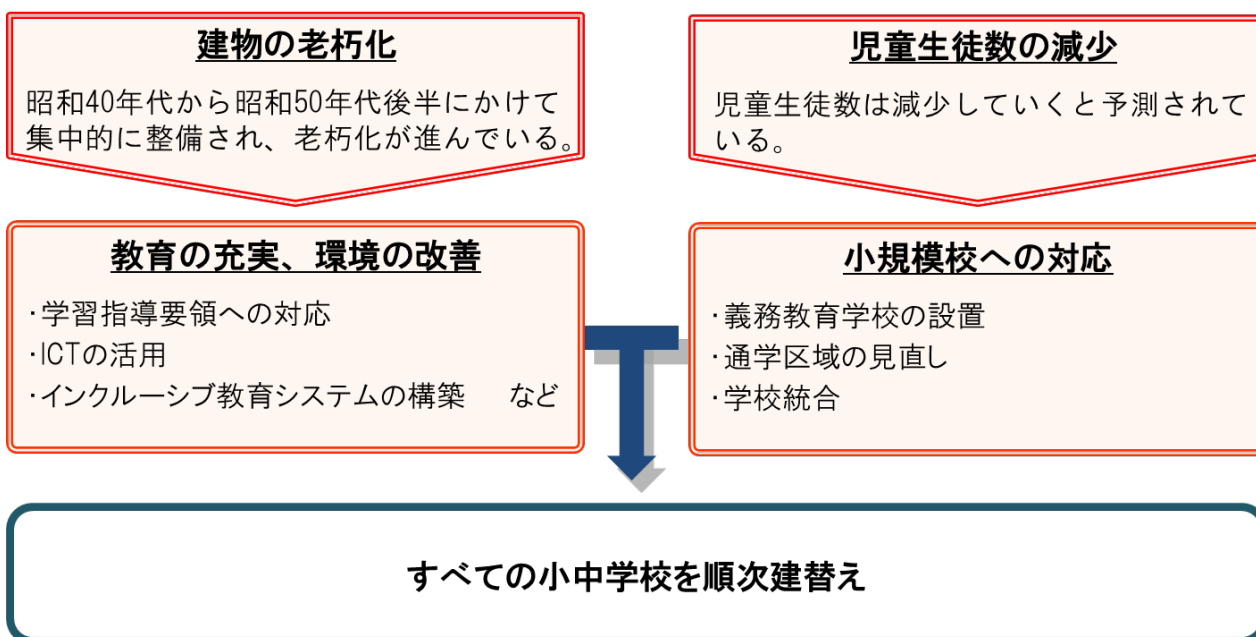 建物の老朽化
昭和40年代から昭和50年代後半にかけて
集中的に整備され、老朽化が進んでいる。
児童生徒数の減少
児童生徒数は減少していくと予測されて
いる。
教育の充実、環境の改善
・学習指導要領への対応
・ICTの活用
・インクルーシブ教育システムの構築　など
小規模校への対応
・義務教育学校の設置
・通学区域の見直し
・学校統合
すべての小中学校を順次建替え